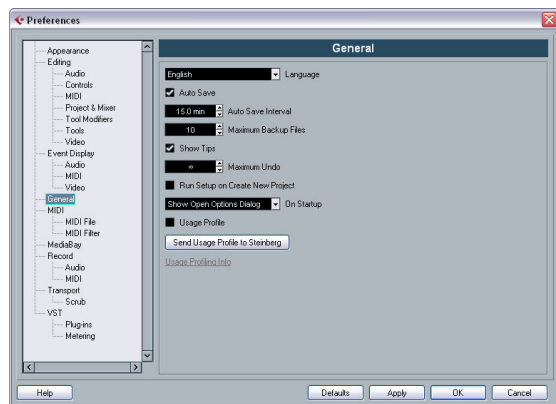 Preferences
Appearance
Editing
Audio
Controls
MIDI
Project & Mixer
Tool Modifiers
Tools
Video
Event Display
Audio
MIDI
Video
General
MIDI
MIDI File
MIDI Filter
MediaBay
Record
Audio
MIDI
Transport
Scrub
VST
Plug-ins
Metering
General
English Language
Auto Save
15.0 min Auto Save Interval
10 Maximum Backup Files
Show Tips
∞ Maximum Undo
Run Setup on Create New Project
Show Open Options Dialog On Startup
Usage Profile
Send Usage Profile to Steinberg
Usage Profiling Info
Help Defaults Apply OK Cancel